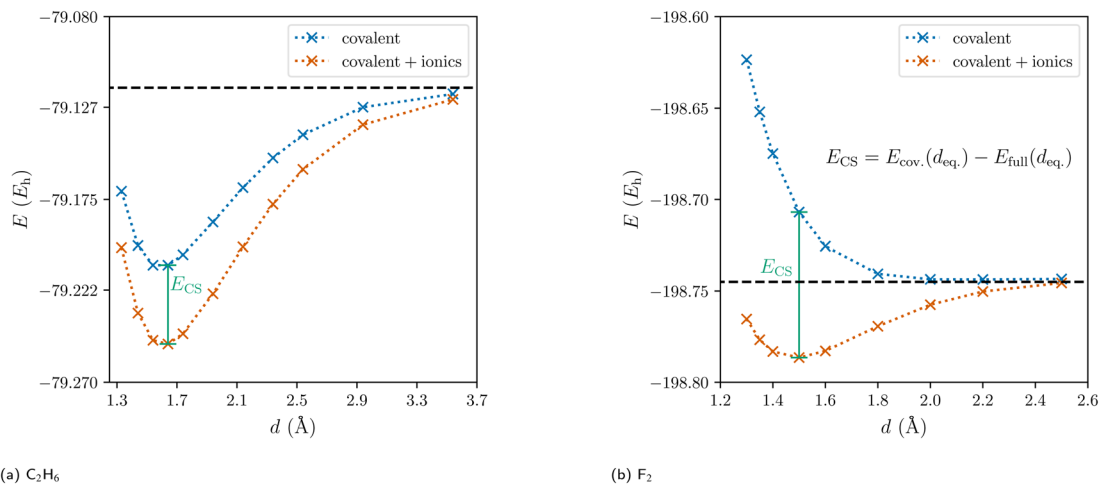 −79.080
−79.127
−79.175
−79.222
−79.270
E (Eh)
covalent
covalent + ionics
ECS
1.3 1.7 2.1 2.5 2.9 3.3 3.7
d (Å)
(a) C2H6
−198.60
−198.65
−198.70
−198.75
−198.80
E (Eh)
covalent
covalent + ionics
ECS = Ecov.(deq.) − Efull(deq.)
ECS
1.2 1.4 1.6 1.8 2.0 2.2 2.4 2.6
d (Å)
(b) F2